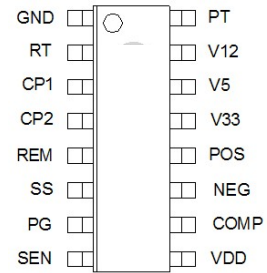 GND PT
RT V12
CP1 V5
CP2 V33
REM POS
SS NEG
PG COMP
SEN VDD